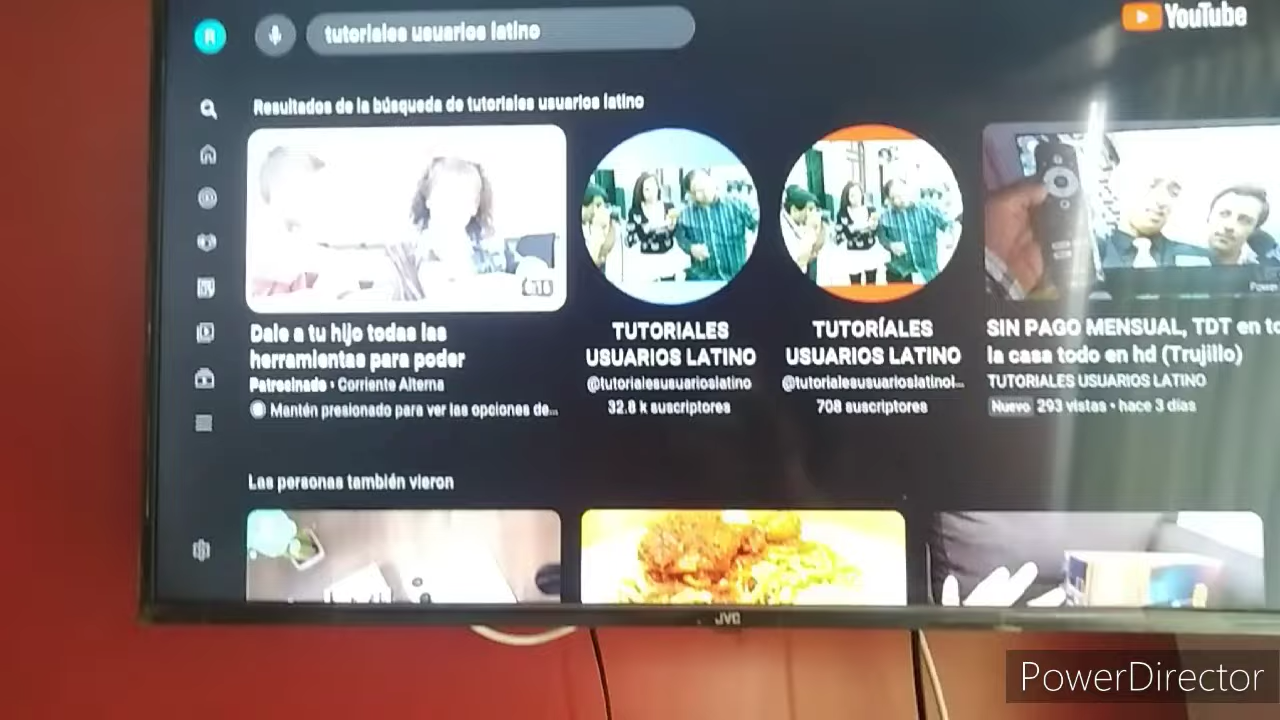 R
tutoriales usuarios latino
YouTube
Resultados de la búsqueda de tutoriales usuarios latino
Dale a tu hijo todas las
herramientas para poder
Patrocinado • Corriente Alterna
Mantén presionado para ver las opciones de...
TUTORIALES
USUARIOS LATINO
@tutorialesusuarioslatino
32.8 k suscriptores
TUTORÍALES
USUARIOS LATINO
@tutorialesusuarioslatinol...
708 suscriptores
Power
SIN PAGO MENSUAL, TDT en to
la casa todo en hd (Trujillo)
TUTORIALES USUARIOS LATINO
Nuevo 293 vistas • hace 3 días
Las personas también vieron
JVC
PowerDirector